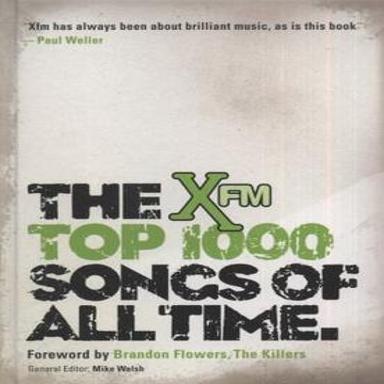 Xfm has always been about brilliant music, as is this book
– Paul Weller
THE XFM
TOP 1000
SONGS OF
ALL TIME.
Foreword by Brandon Flowers, The Killers
General Editor: Mike Walsh